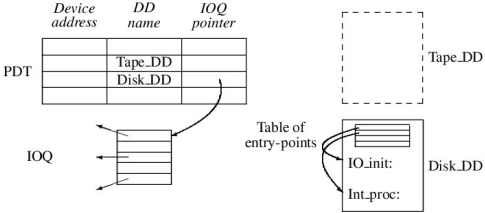 Device address
DD name
IOQ pointer
PDT
Tape_DD
Disk_DD
IOQ
Tape_DD
Table of
entry-points
IO_init:
Int_proc:
Disk_DD